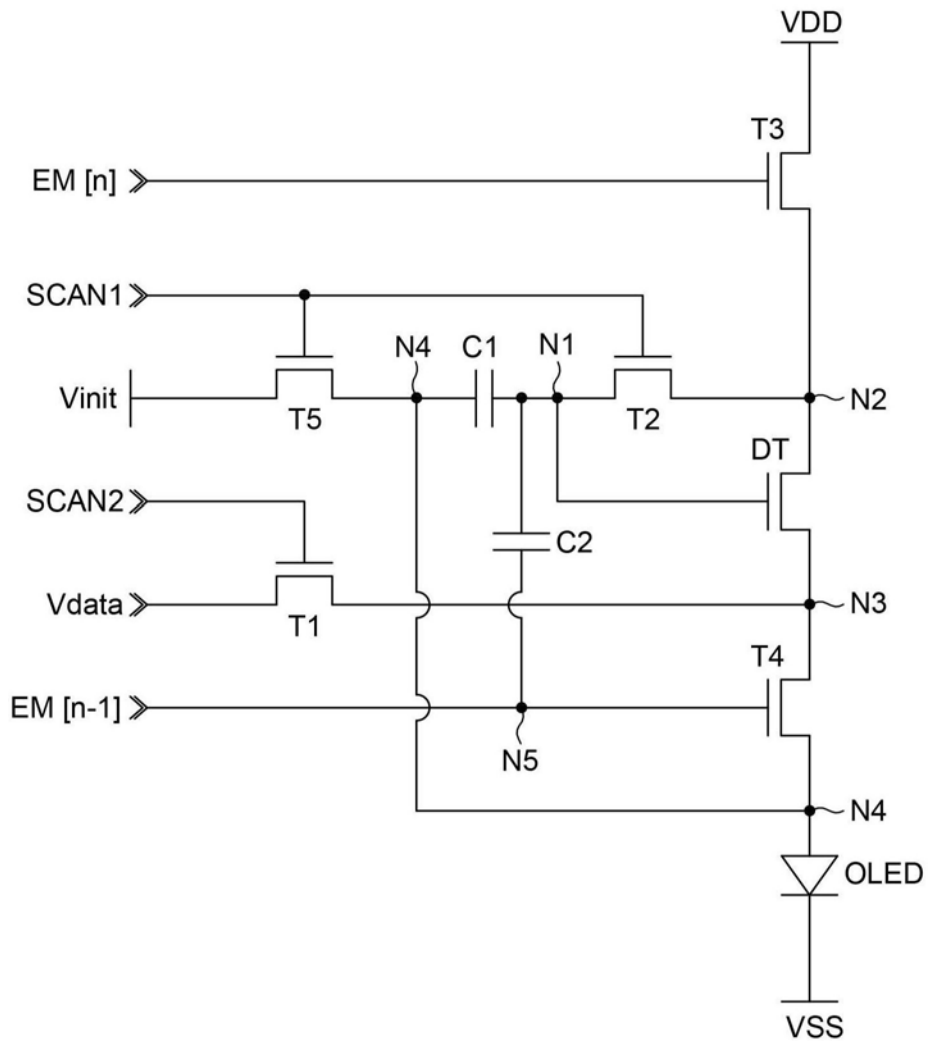 VDD
T3
EM [n]
SCAN1
N4
C1
N1
Vinit
T5
T2
N2
DT
SCAN2
C2
Vdata
T1
N3
T4
EM [n-1]
N5
N4
OLED
VSS